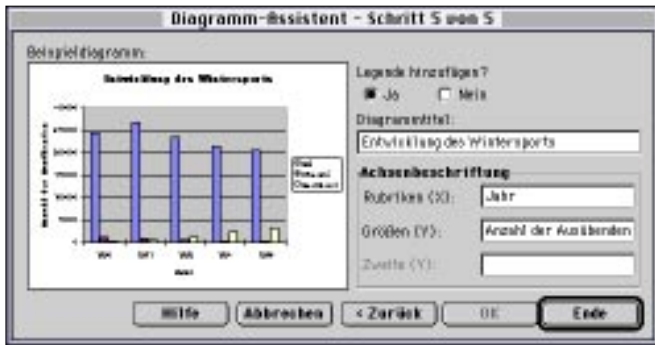 Diagramm-Assistent - Schritt 5 von 5
Beispieldiagramm:
Entwicklung des Wintersports
Legende hinzufügen?
Ja
Nein
Diagrammtitel:
Entwicklung des Wintersports
Achsenbeschriftung
Rubriken (X):
Jahr
Größen (Y):
Anzahl der Ausübenden
Zweite (Y):
Hilfe
Abbrechen
< Zurück
OK
Ende